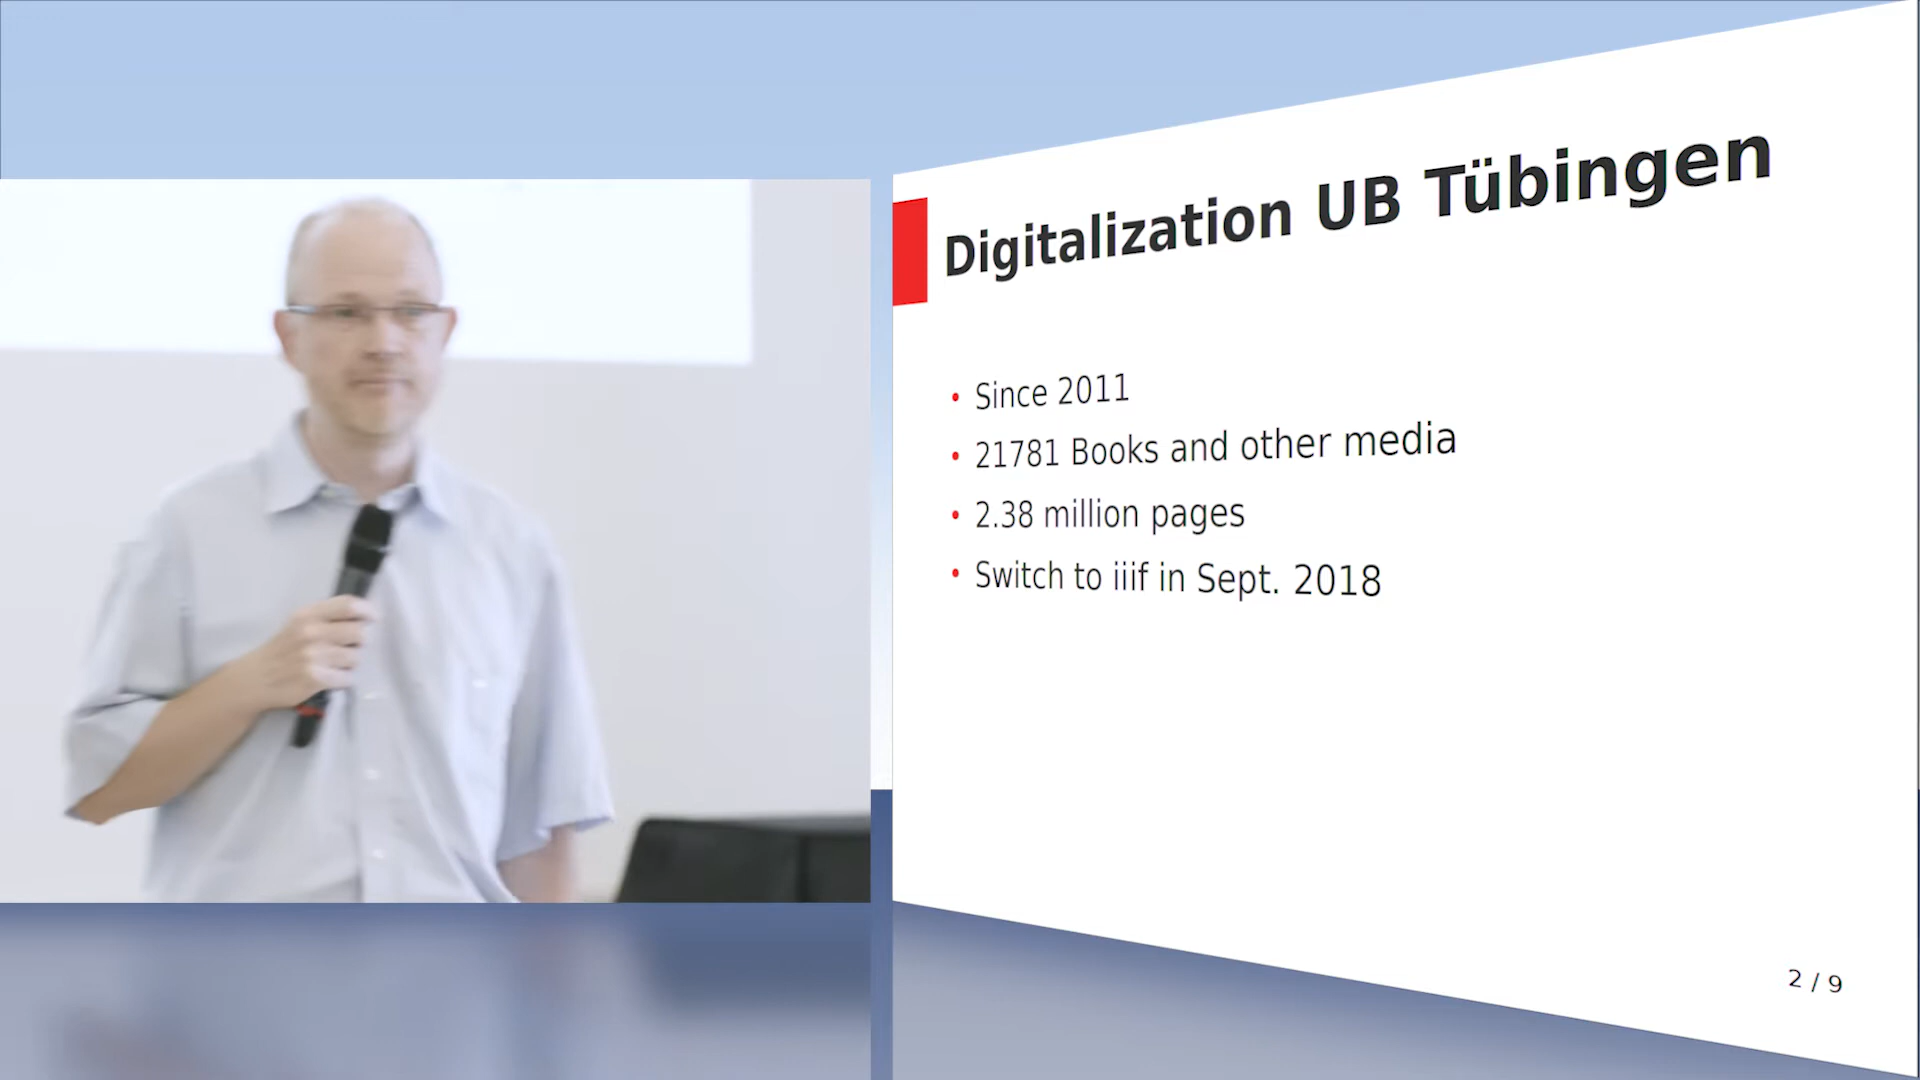 Digitalization UB Tübingen
• Since 2011
• 21781 Books and other media
• 2.38 million pages
• Switch to iiif in Sept. 2018
2 / 9